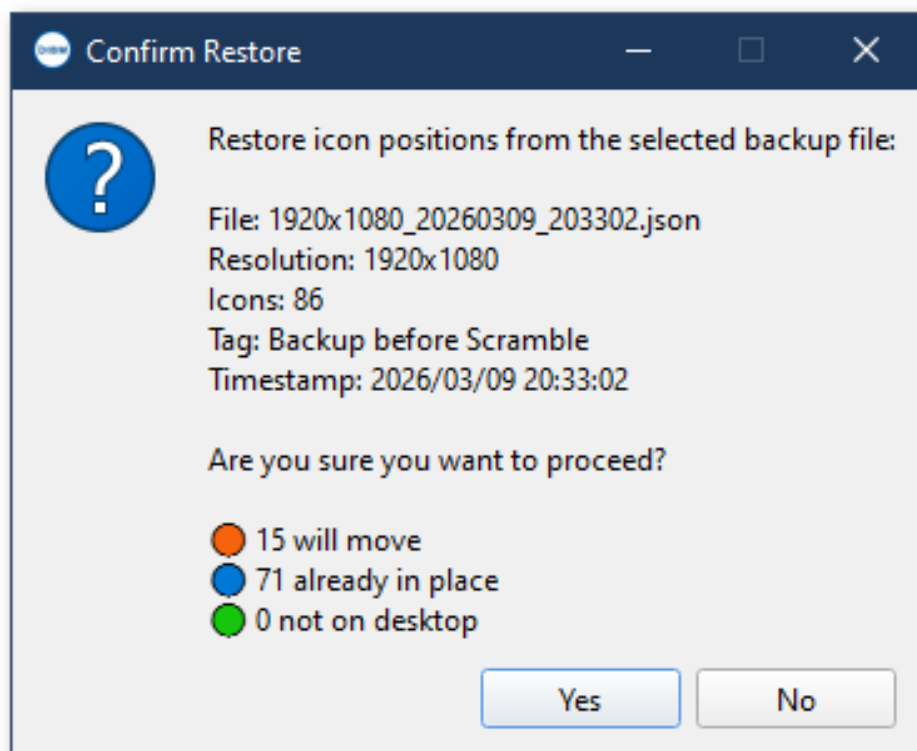 Confirm Restore
Restore icon positions from the selected backup file:
File: 1920x1080_20260309_203302.json
Resolution: 1920x1080
Icons: 86
Tag: Backup before Scramble
Timestamp: 2026/03/09 20:33:02
Are you sure you want to proceed?
15 will move
71 already in place
0 not on desktop
Yes
No